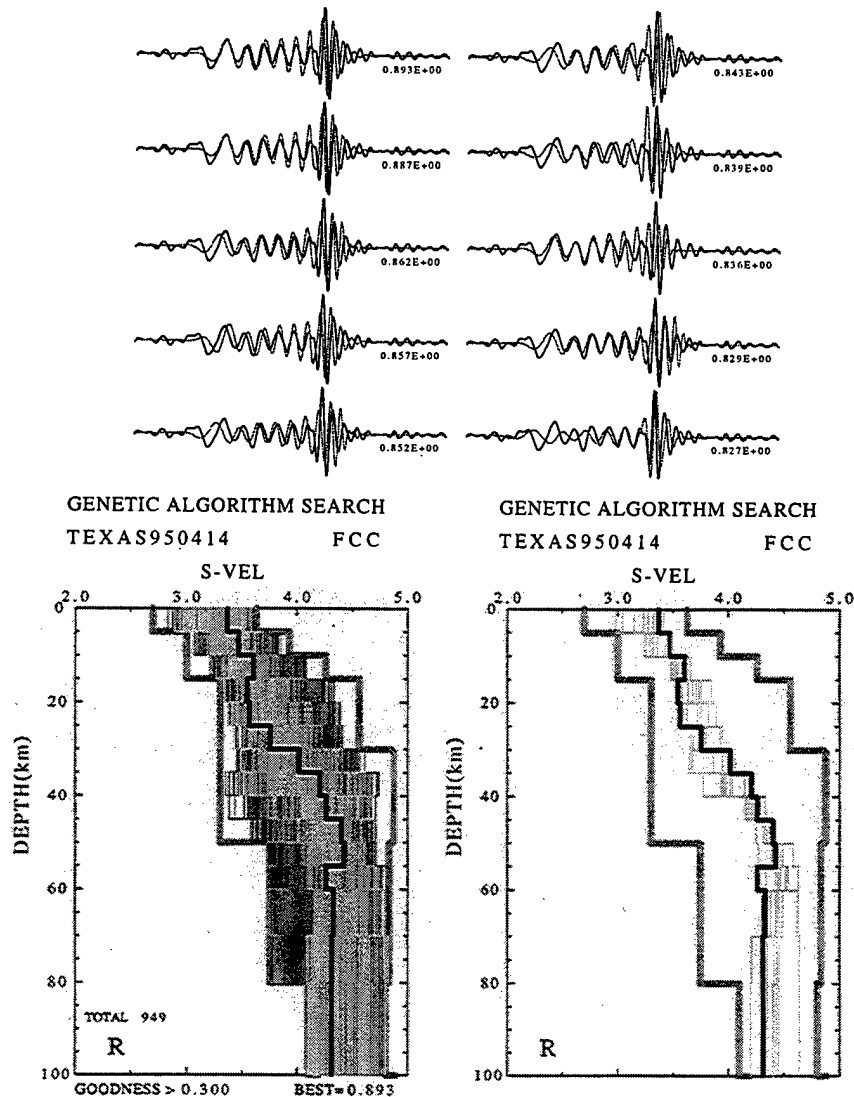 0.893E+00
0.843E+00
0.887E+00
0.839E+00
0.862E+00
0.836E+00
0.857E+00
0.829E+00
0.852E+00
0.827E+00
GENETIC ALGORITHM SEARCH
TEXAS950414 FCC
S-VEL
2.0 3.0 4.0 5.0
0
20
40
60
80
100
DEPTH(km)
TOTAL 949
R
GOODNESS > 0.300 BEST= 0.893
GENETIC ALGORITHM SEARCH
TEXAS950414 FCC
S-VEL
2.0 3.0 4.0 5.0
0
20
40
60
80
100
DEPTH(km)
R